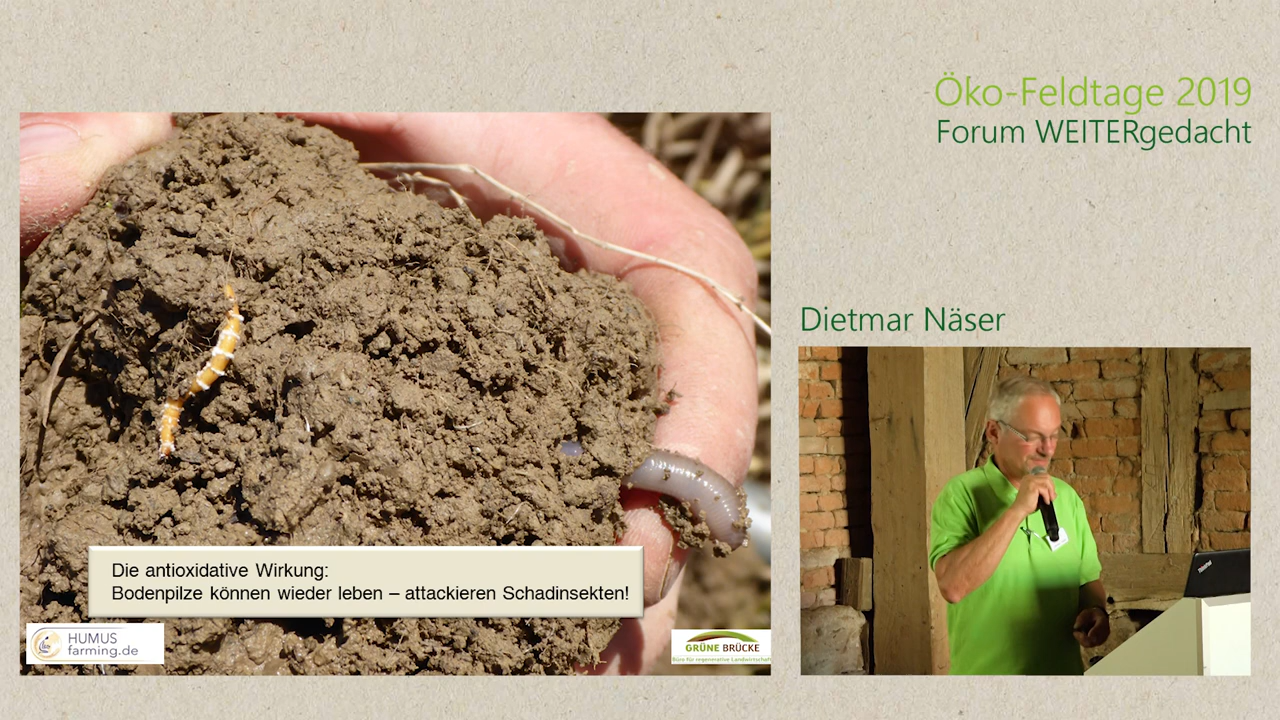 Öko-Feldtage 2019
Forum WEITERgedacht
Dietmar Näser
Die antioxidative Wirkung:
Bodenpilze können wieder leben – attackieren Schadinsekten!
HUMUS
farming.de
GRÜNE BRÜCKE
Büro für regenerative Landwirtschaft
ThinkPad